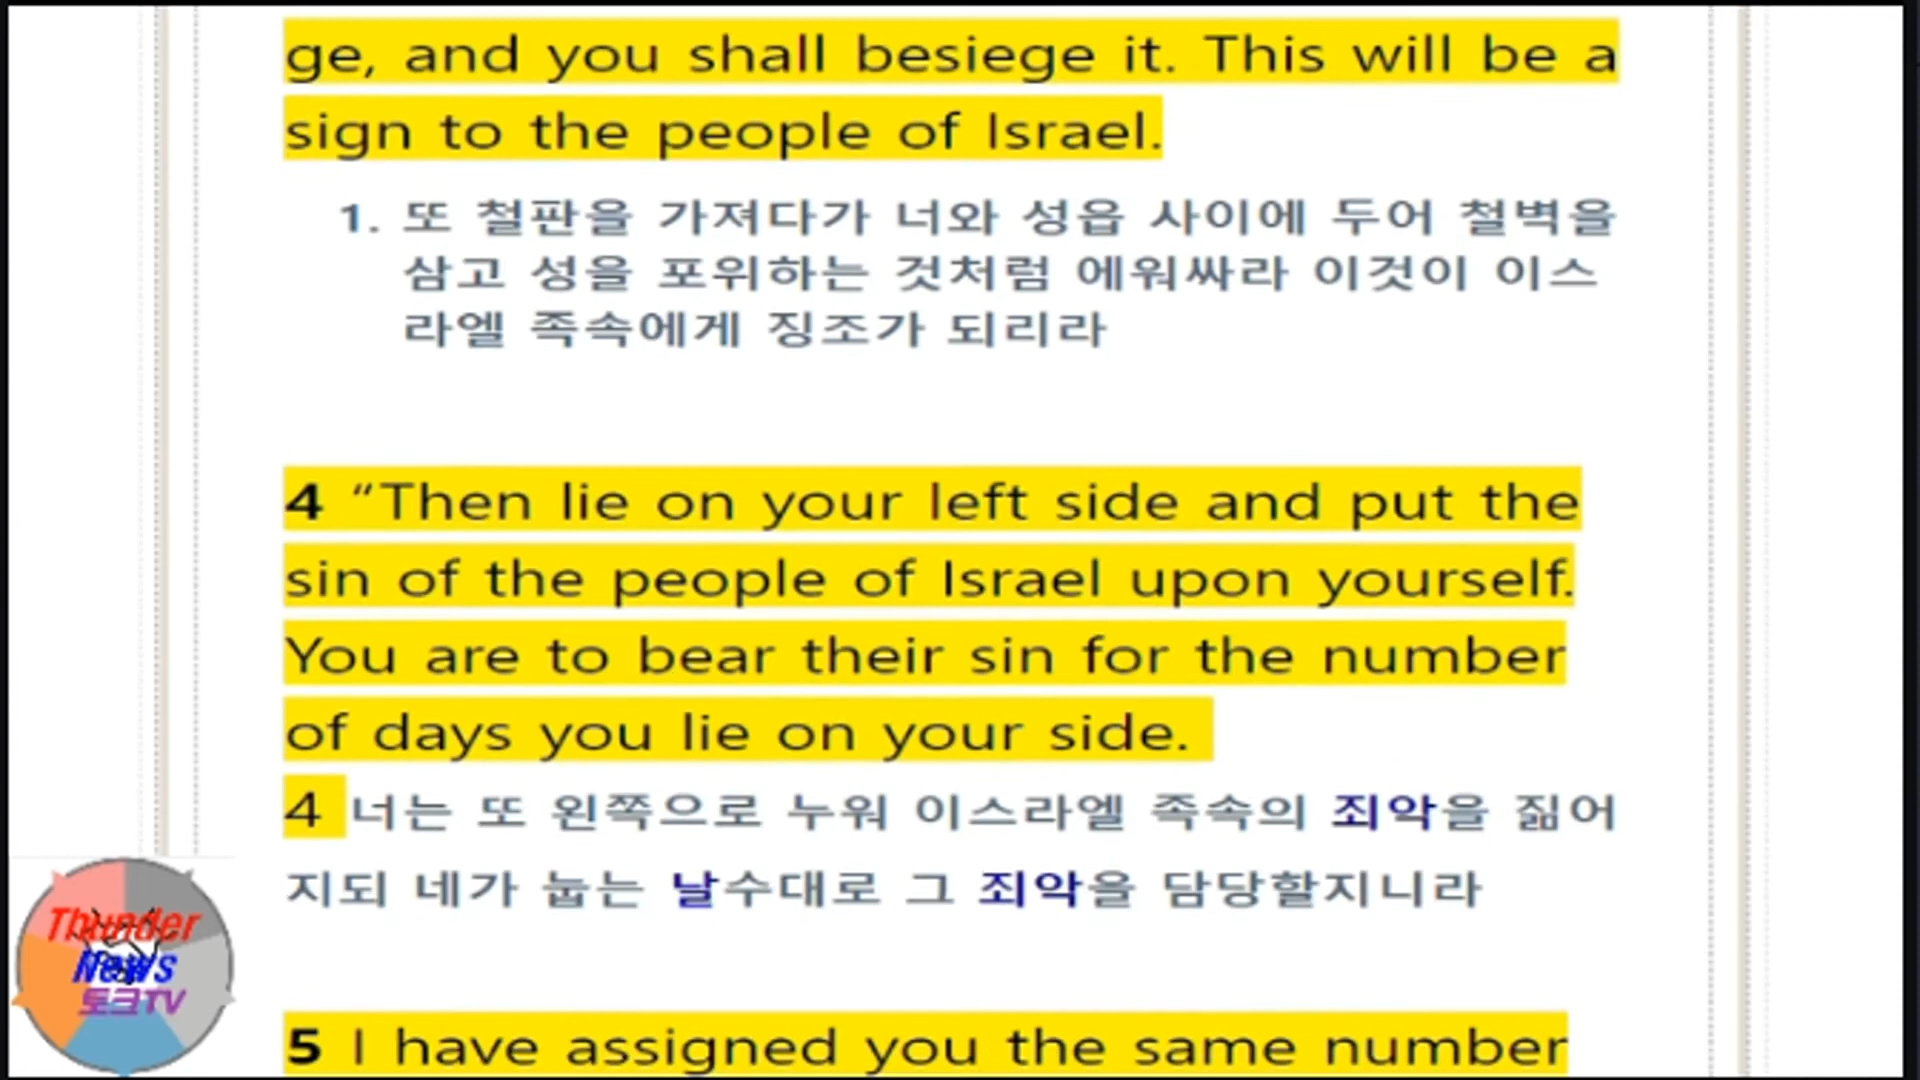 ge, and you shall besiege it. This will be a
sign to the people of Israel.
1. 또 철판을 가져다가 너와 성읍 사이에 두어 철벽을
삼고 성을 포위하는 것처럼 에워싸라 이것이 이스
라엘 족속에게 징조가 되리라
4 “Then lie on your left side and put the
sin of the people of Israel upon yourself.
You are to bear their sin for the number
of days you lie on your side.
4 너는 또 왼쪽으로 누워 이스라엘 족속의 죄악을 짊어
지되 네가 눕는 날수대로 그 죄악을 담당할지니라
5 I have assigned you the same number
Thunder
News
토크TV